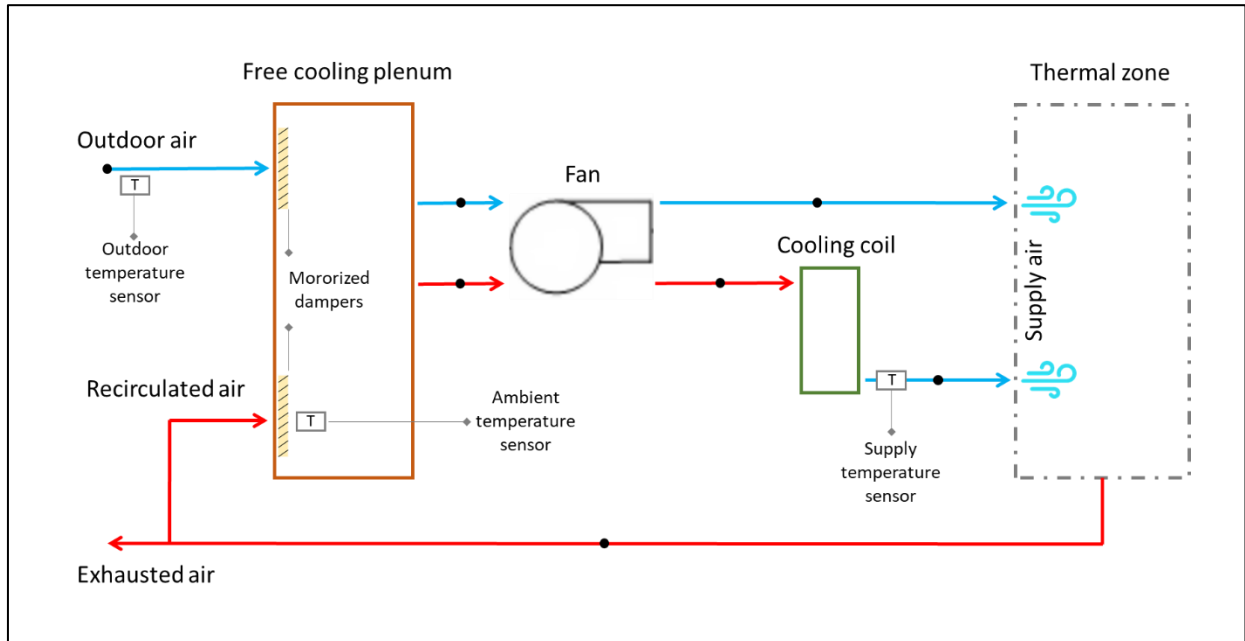 Free cooling plenum
Thermal zone
Outdoor air
T
Outdoor
temperature
sensor
Mororized
dampers
Fan
Cooling coil
Supply air
Recirculated air
T
Ambient
temperature
sensor
T
Supply
temperature
sensor
Exhausted air